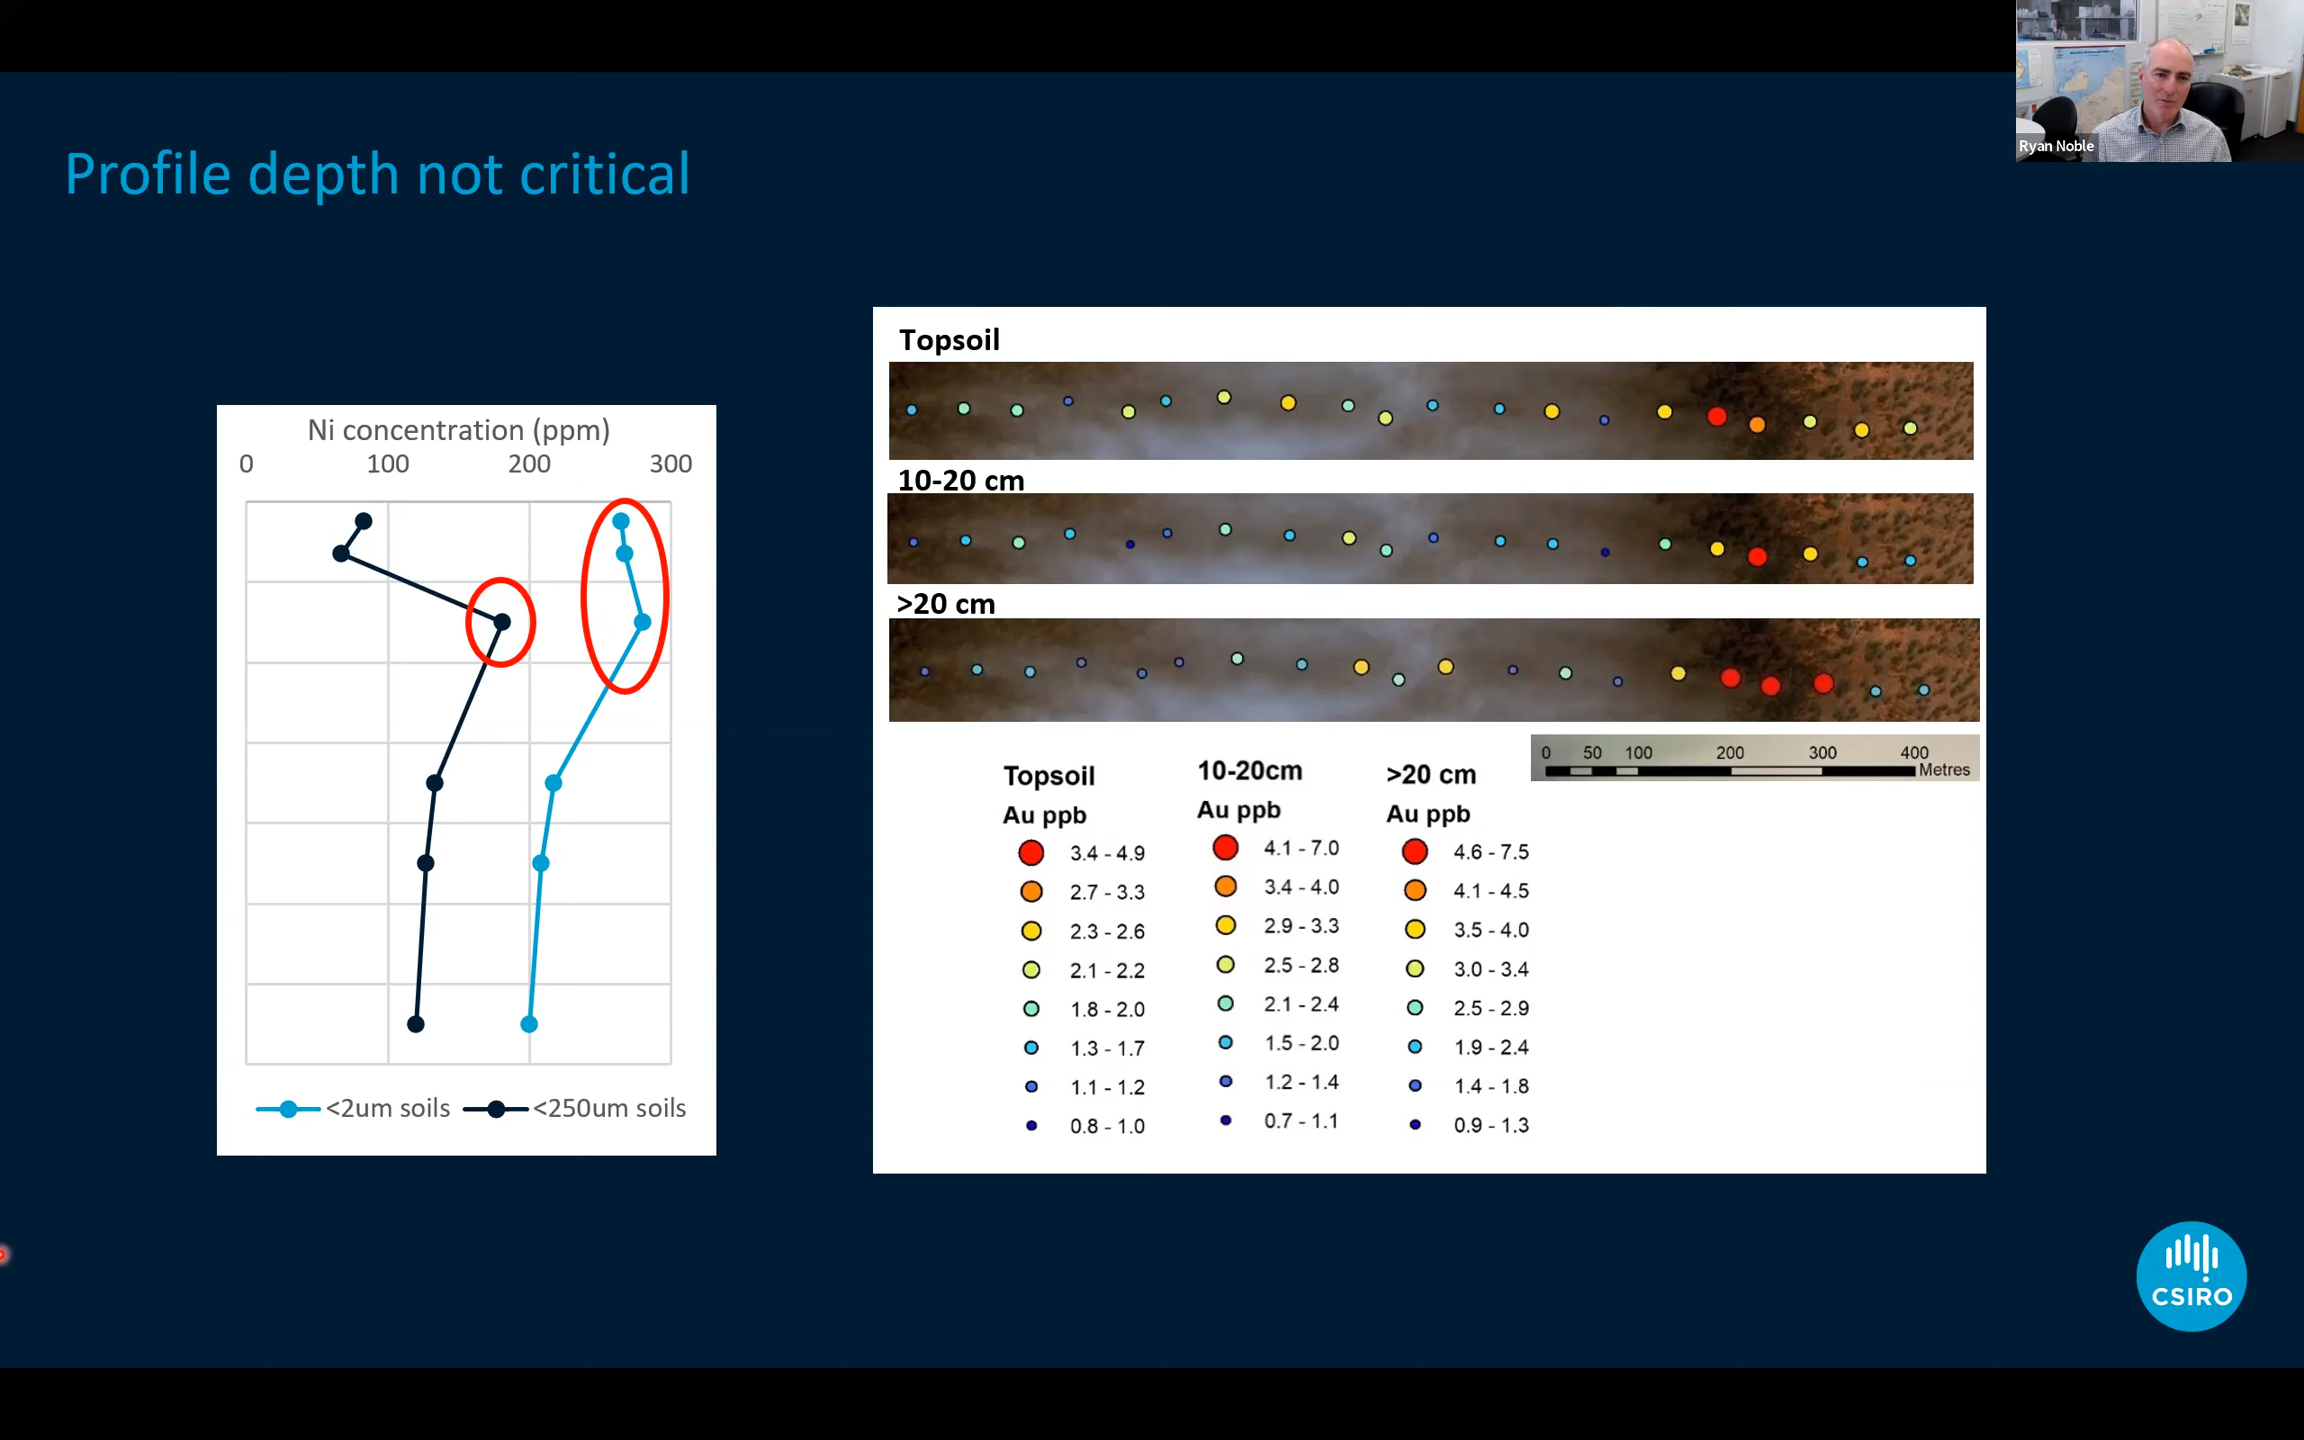 Ryan Noble
Profile depth not critical
Ni concentration (ppm)
0 100 200 300
<2um soils <250um soils
Topsoil
10-20 cm
>20 cm
0 50 100 200 300 400
Metres
Topsoil
Au ppb
3.4 - 4.9
2.7 - 3.3
2.3 - 2.6
2.1 - 2.2
1.8 - 2.0
1.3 - 1.7
1.1 - 1.2
0.8 - 1.0
10-20cm
Au ppb
4.1 - 7.0
3.4 - 4.0
2.9 - 3.3
2.5 - 2.8
2.1 - 2.4
1.5 - 2.0
1.2 - 1.4
0.7 - 1.1
>20 cm
Au ppb
4.6 - 7.5
4.1 - 4.5
3.5 - 4.0
3.0 - 3.4
2.5 - 2.9
1.9 - 2.4
1.4 - 1.8
0.9 - 1.3
CSIRO